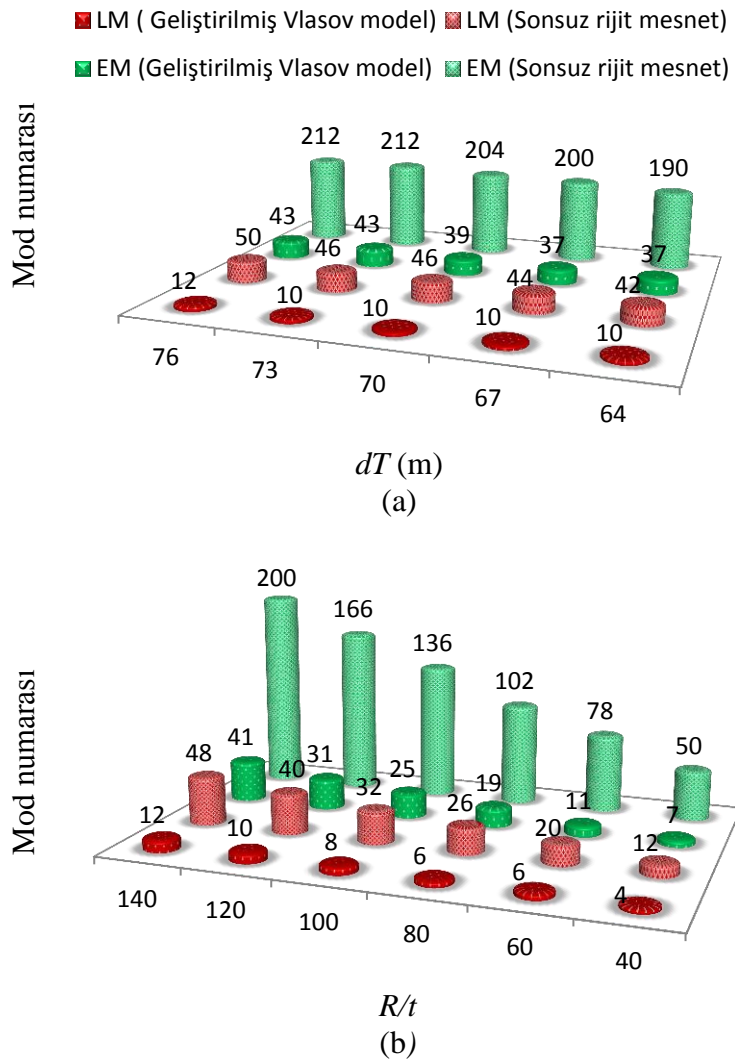 LM ( Geliştirilmiş Vlasov model) LM (Sonsuz rijit mesnet)
EM (Geliştirilmiş Vlasov model) EM (Sonsuz rijit mesnet)
Mod numarası
212 212 204 200 190
43 43 39 37 37
50 46 46 44 42
12 10 10 10 10
76 73 70 67 64
dT (m)
(a)
Mod numarası
200 166 136 102 78 50
41 31 25 19 11 7
48 40 32 26 20 12
12 10 8 6 6 4
140 120 100 80 60 40
R/t
(b)